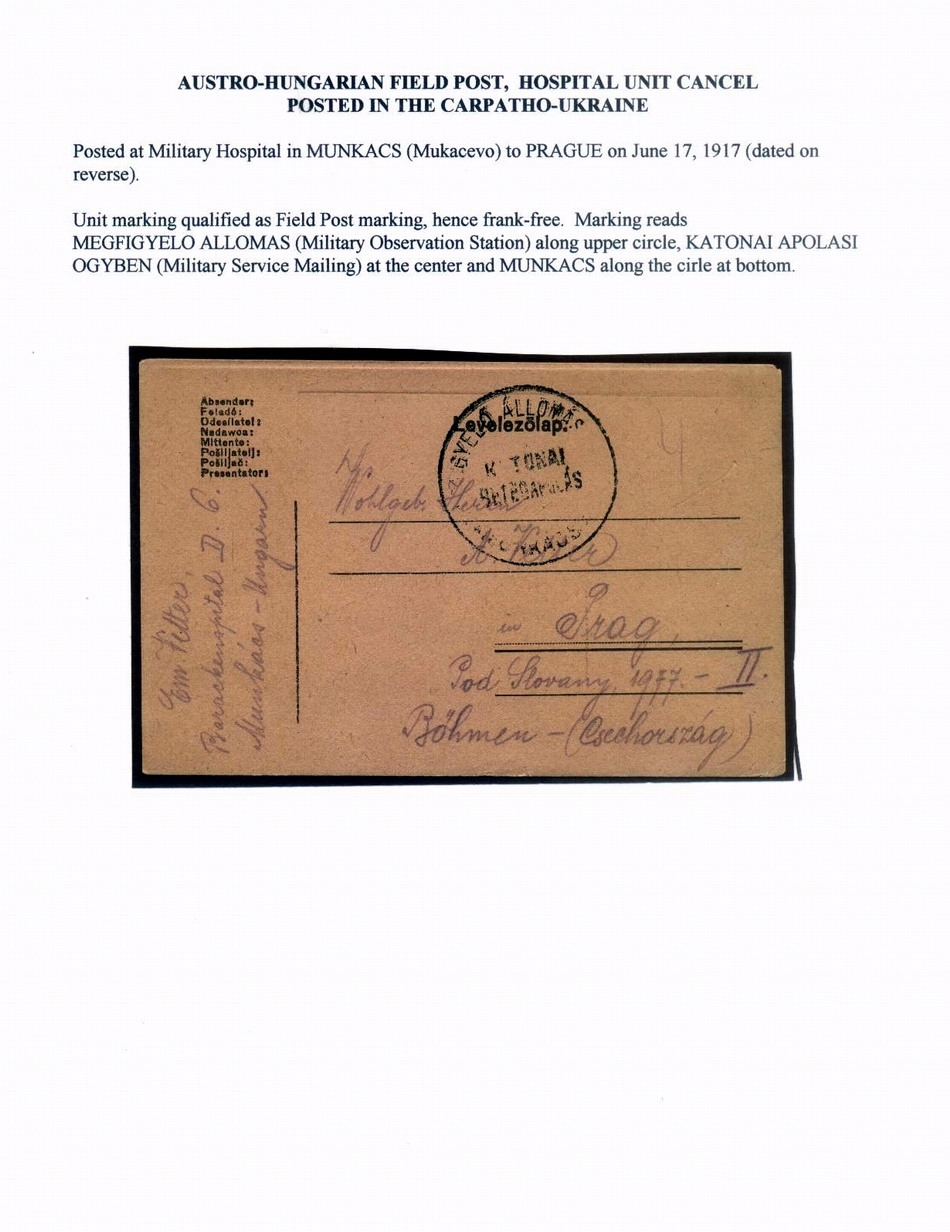 AUSTRO-HUNGARIAN FIELD POST, HOSPITAL UNIT CANCEL
POSTED IN THE CARPATHO-UKRAINE
Posted at Military Hospital in MUNKACS (Mukacevo) to PRAGUE on June 17, 1917 (dated on
reverse).
Unit marking qualified as Field Post marking, hence frank-free. Marking reads
MEGFIGYELO ALLOMAS (Military Observation Station) along upper circle, KATONAI APOLASI
OGYBEN (Military Service Mailing) at the center and MUNKACS along the cirle at bottom.
Absender:
Feladó:
Odesílatel:
Nadawca:
Mittente:
Pošiljatelj:
Pošiljač:
Presentator:
Levelezőlap.
ÁLLOMÁS
MUNKÁCS
Wohlgeb. Herrn
in Prag,
Pod Slovany, 1977. - II.
Böhmen - (Csehország)
Barackenspital D. 6.
Munkács - Ungarn